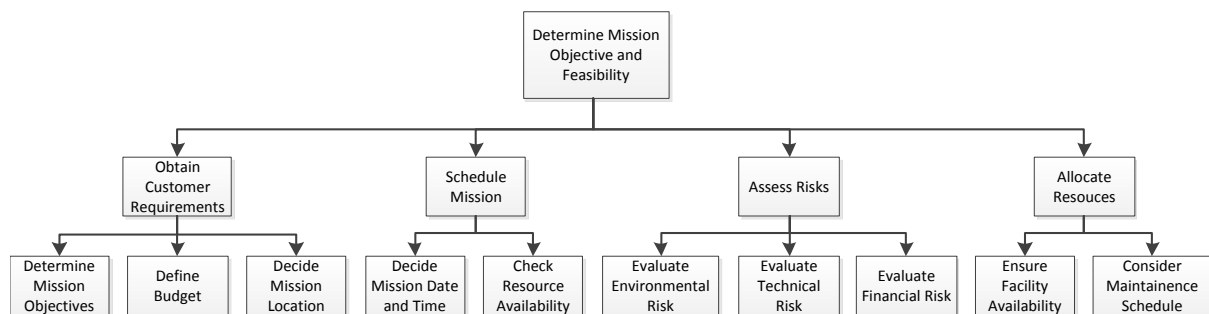 Determine Mission
Objective and
Feasibility
Obtain
Customer
Requirements
Schedule
Mission
Assess Risks
Allocate
Resouces
Determine
Mission
Objectives
Define
Budget
Decide
Mission
Location
Decide
Mission Date
and Time
Check
Resource
Availability
Evaluate
Environmental
Risk
Evaluate
Technical
Risk
Evaluate
Financial Risk
Ensure
Facility
Availability
Consider
Maintainence
Schedule